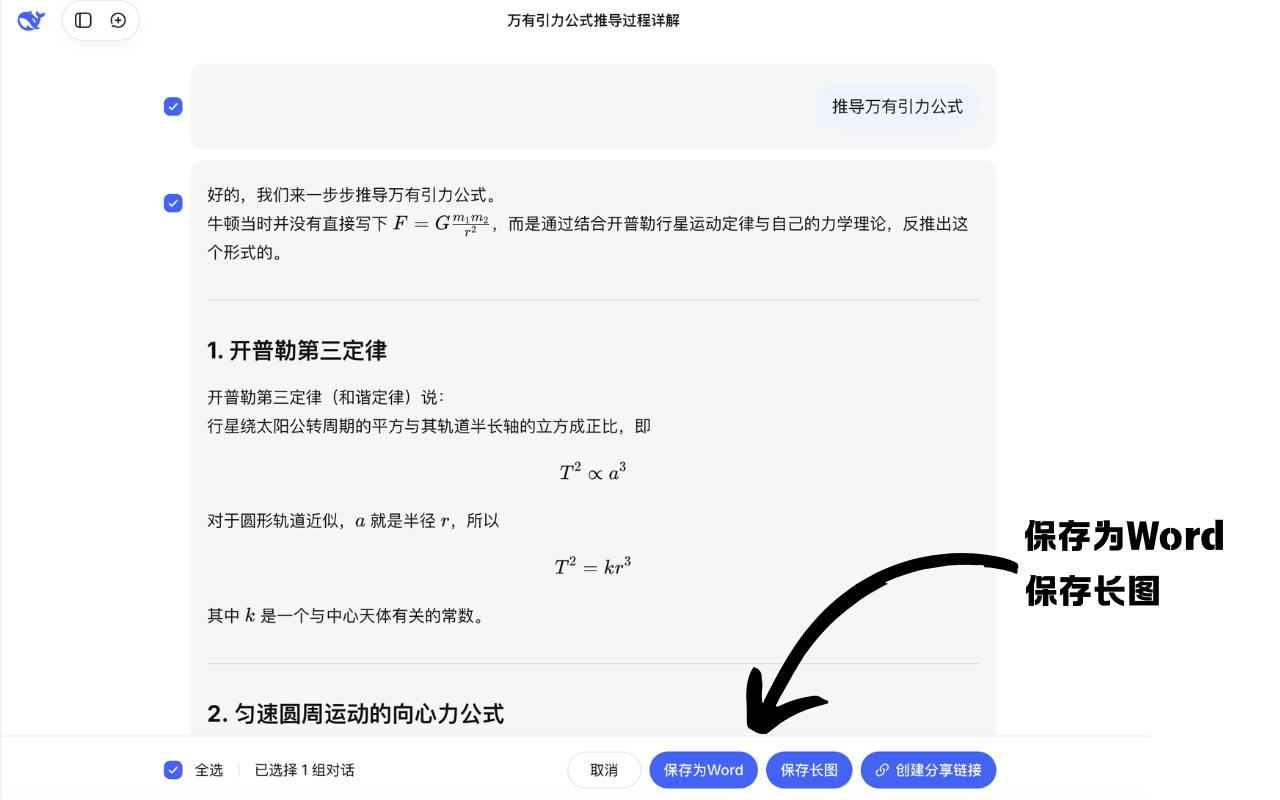 万有引力公式推导过程详解
推导万有引力公式
好的，我们来一步步推导万有引力公式。
牛顿当时并没有直接写下 $F = G\frac{m_1 m_2}{r^2}$，而是通过结合开普勒行星运动定律与自己的力学理论，反推出这
个形式的。
1. 开普勒第三定律
开普勒第三定律（和谐定律）说：
行星绕太阳公转周期的平方与其轨道半长轴的立方成正比，即
$T^2 \propto a^3$
对于圆形轨道近似，$a$ 就是半径 $r$，所以
$T^2 = kr^3$
其中 $k$ 是一个与中心天体有关的常数。
2. 匀速圆周运动的向心力公式
保存为Word
保存长图
全选
已选择 1 组对话
取消
保存为Word
保存长图
创建分享链接